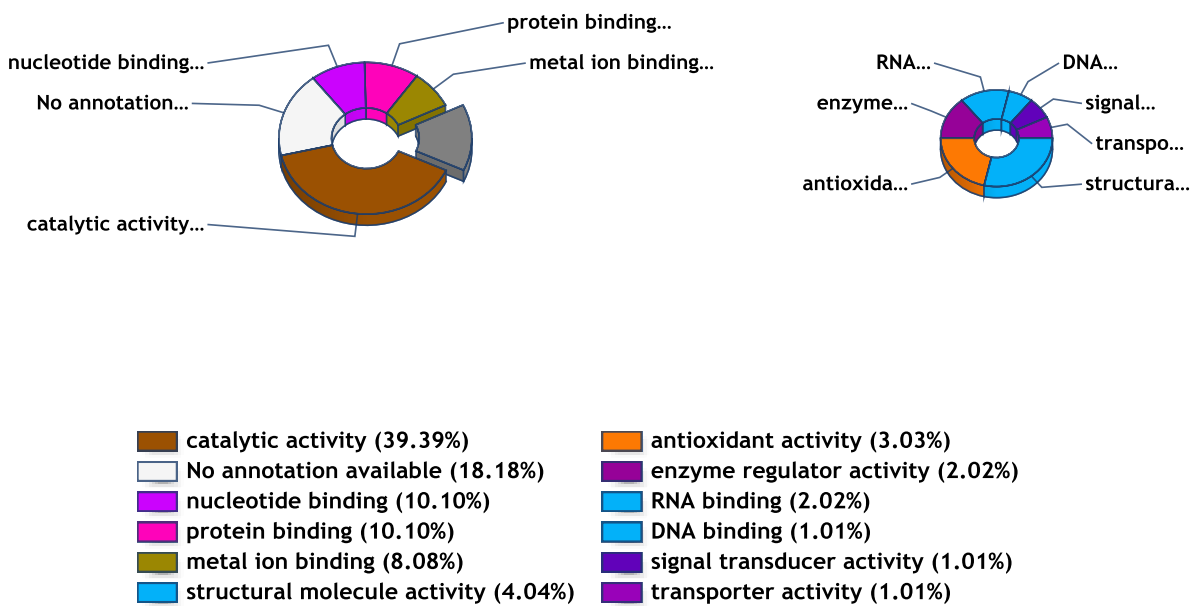 protein binding...
nucleotide binding...
metal ion binding...
No annotation...
catalytic activity...
RNA...
DNA...
enzyme...
signal...
transpo...
antioxida...
structura...
catalytic activity (39.39%)
No annotation available (18.18%)
nucleotide binding (10.10%)
protein binding (10.10%)
metal ion binding (8.08%)
structural molecule activity (4.04%)
antioxidant activity (3.03%)
enzyme regulator activity (2.02%)
RNA binding (2.02%)
DNA binding (1.01%)
signal transducer activity (1.01%)
transporter activity (1.01%)